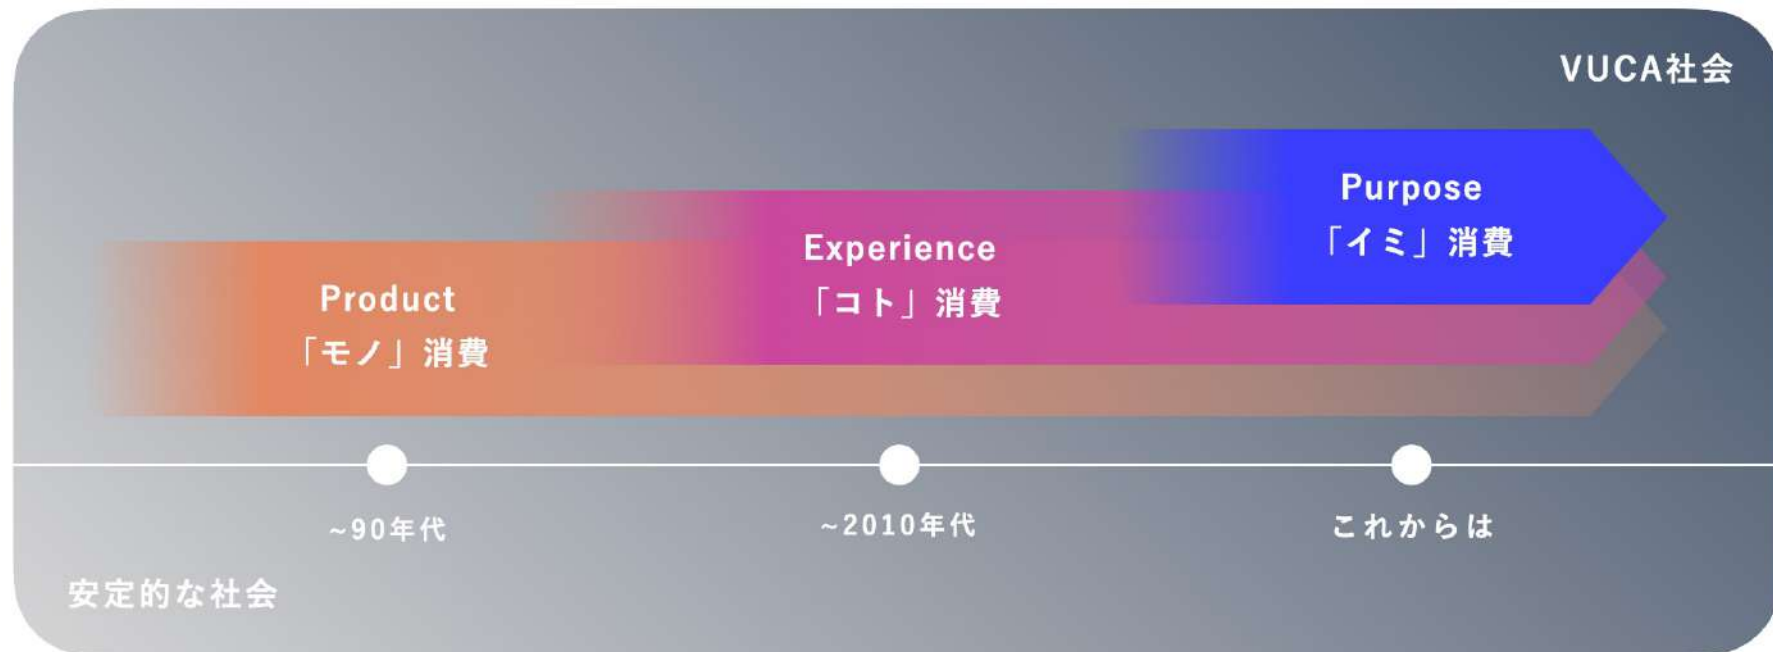 VUCA社会
Purpose
「イミ」消費
Experience
「コト」消費
Product
「モノ」消費
~90年代
~2010年代
これからは
安定的な社会